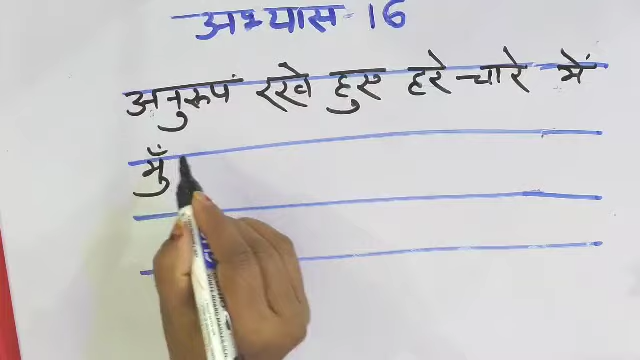 अभ्यास 16
अनुरूप रखे हुए हरे चारे में
मुँ